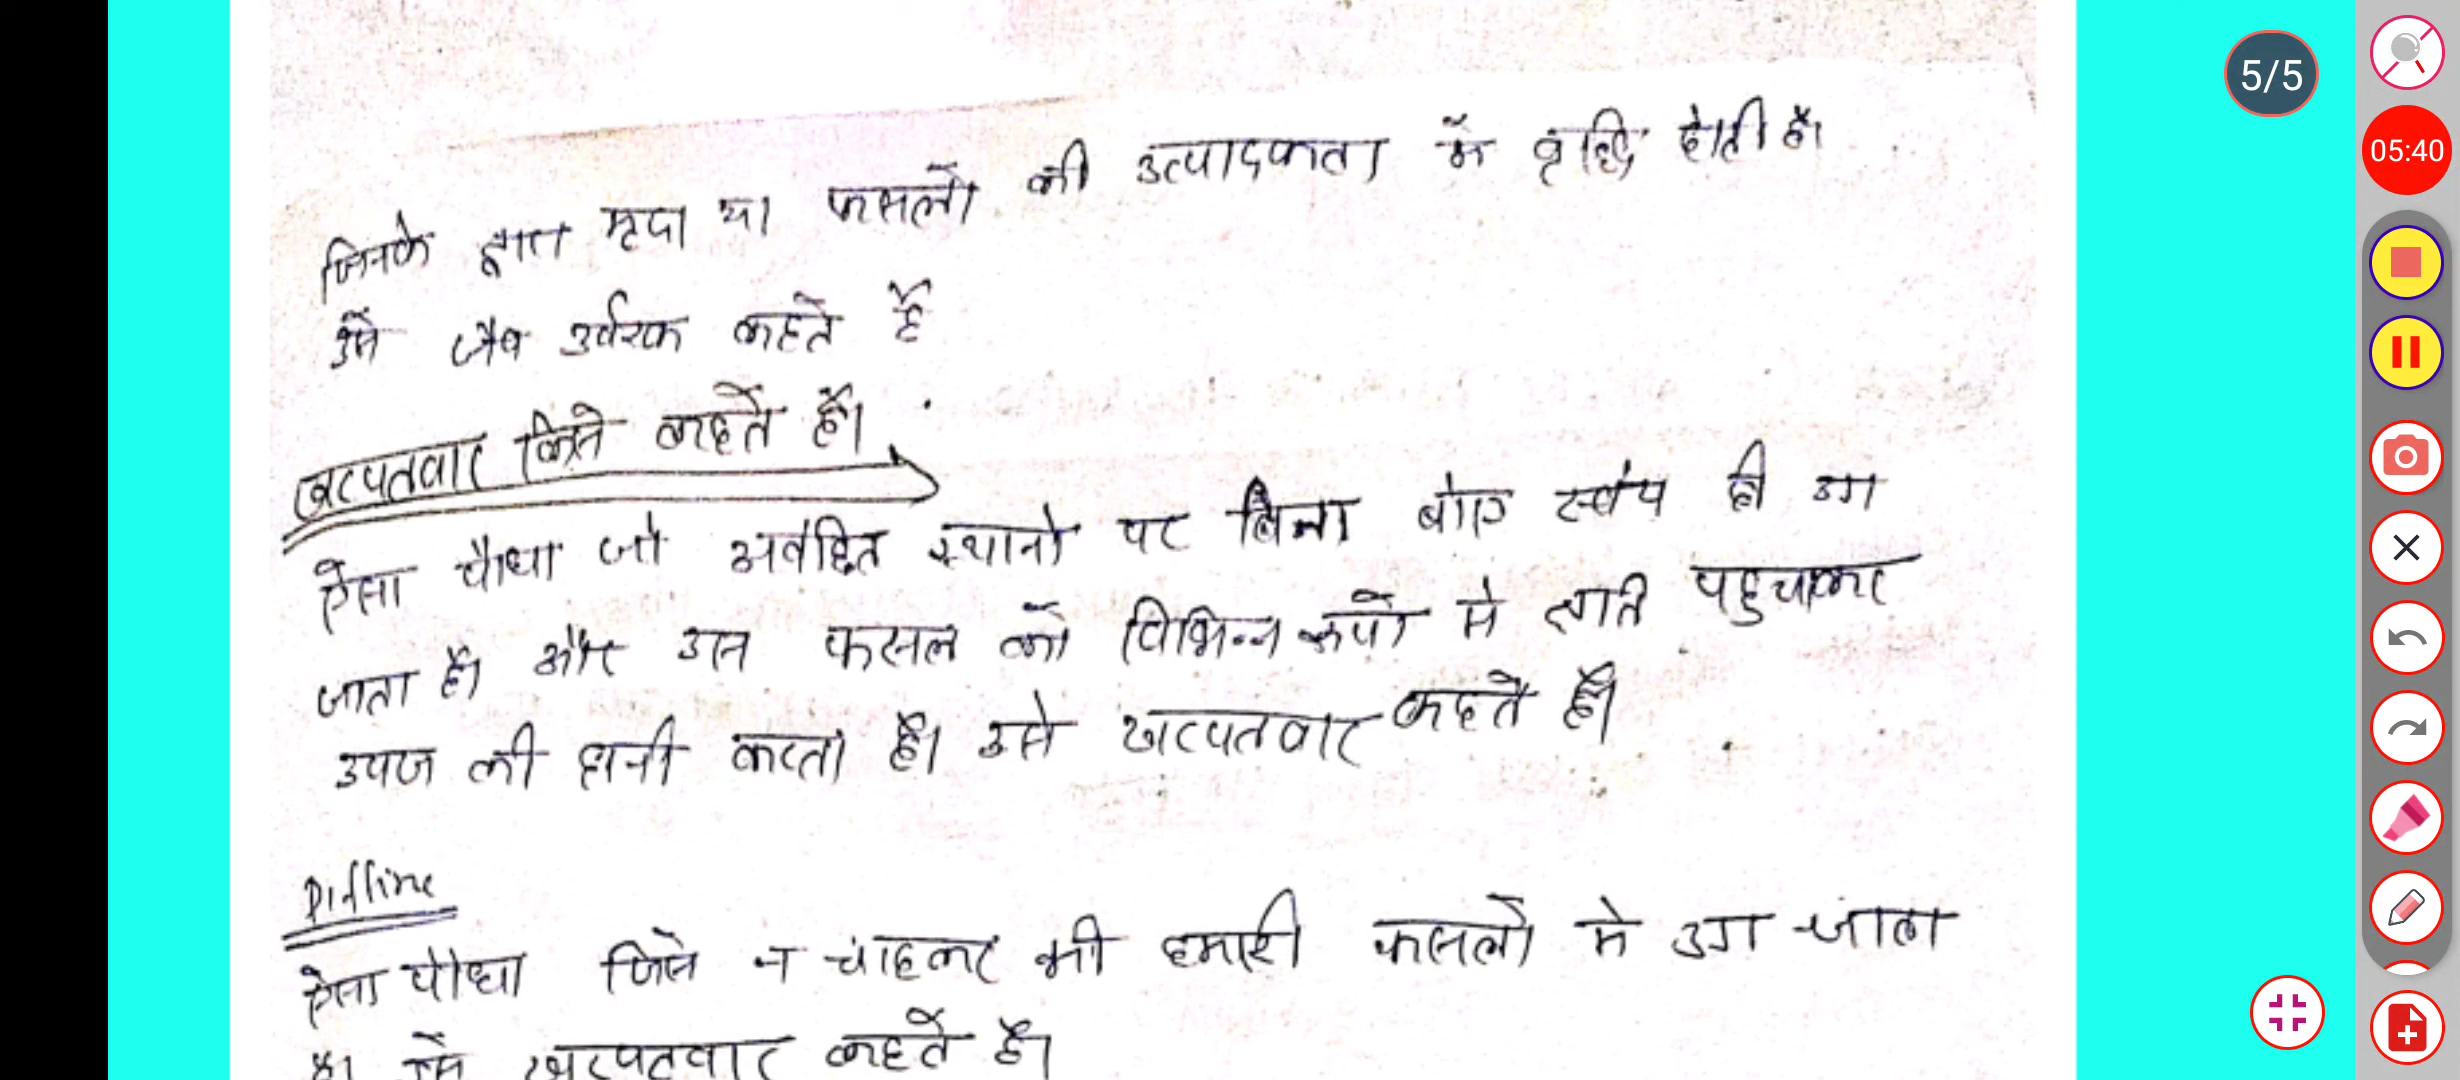 जिनके द्वारा मृदा या फसलों की उत्पादकता में वृद्धि होती है।
उसे जैव उर्वरक कहते है
खरपतवार किसे कहते हैं।
ऐसा पौधा जो अवंछित स्थानो पर बिना बोए स्वंय ही उग
जाता है। और उस फसल को विभिन्न रूपों से क्षति पहुचाकर
उपज की हानी करता है। उसे खरपतवार कहते हैं।
ऐसा पौधा जिसे न चाहकर भी हमारी फसलों मे उग जाता
है। उसे खरपतवार कहते है।
5/5
05:40